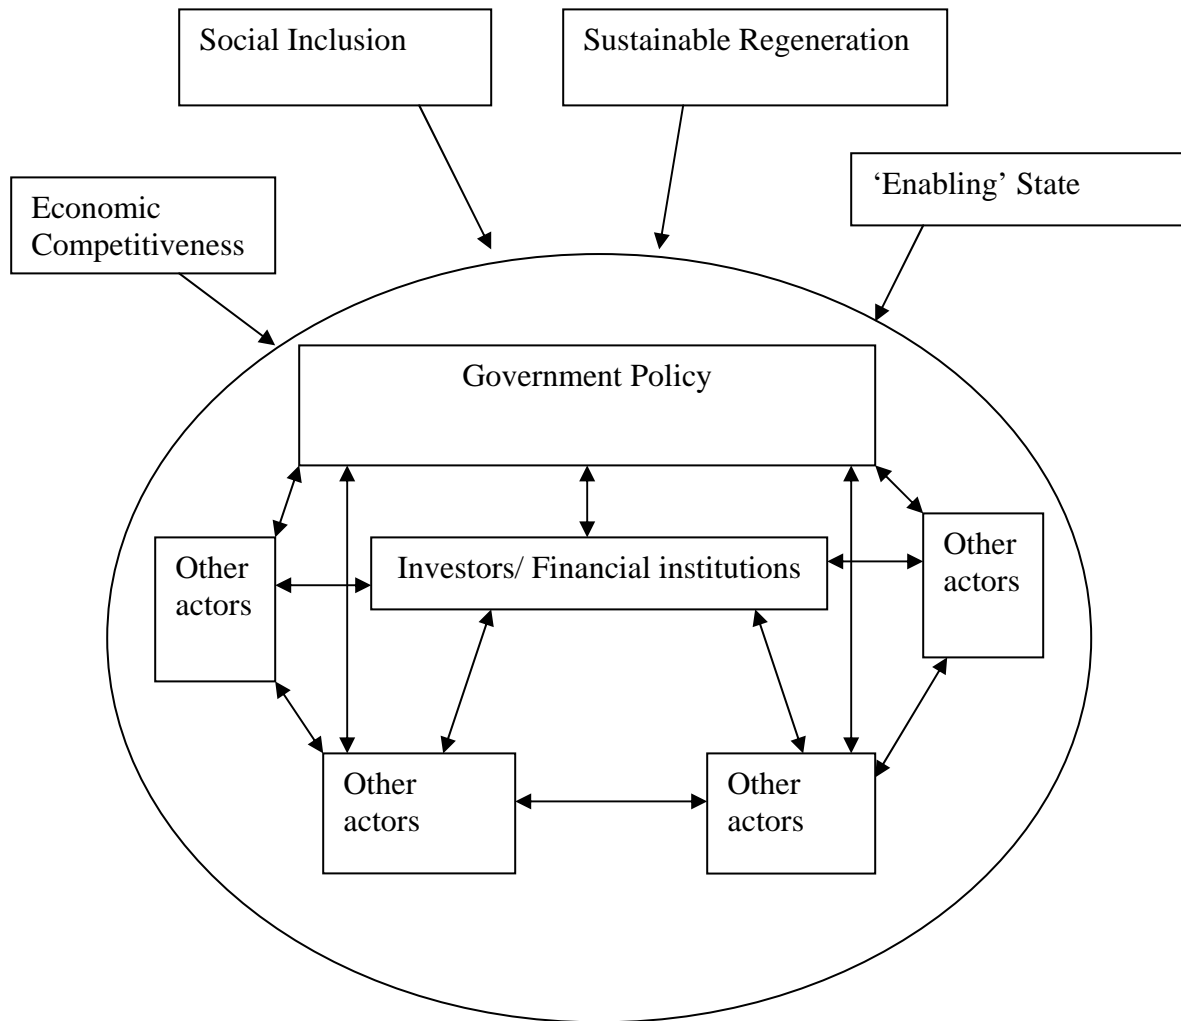 Social Inclusion
Sustainable Regeneration
Economic
Competitiveness
‘Enabling’ State
Government Policy
Other
actors
Investors/ Financial institutions
Other
actors
Other
actors
Other
actors